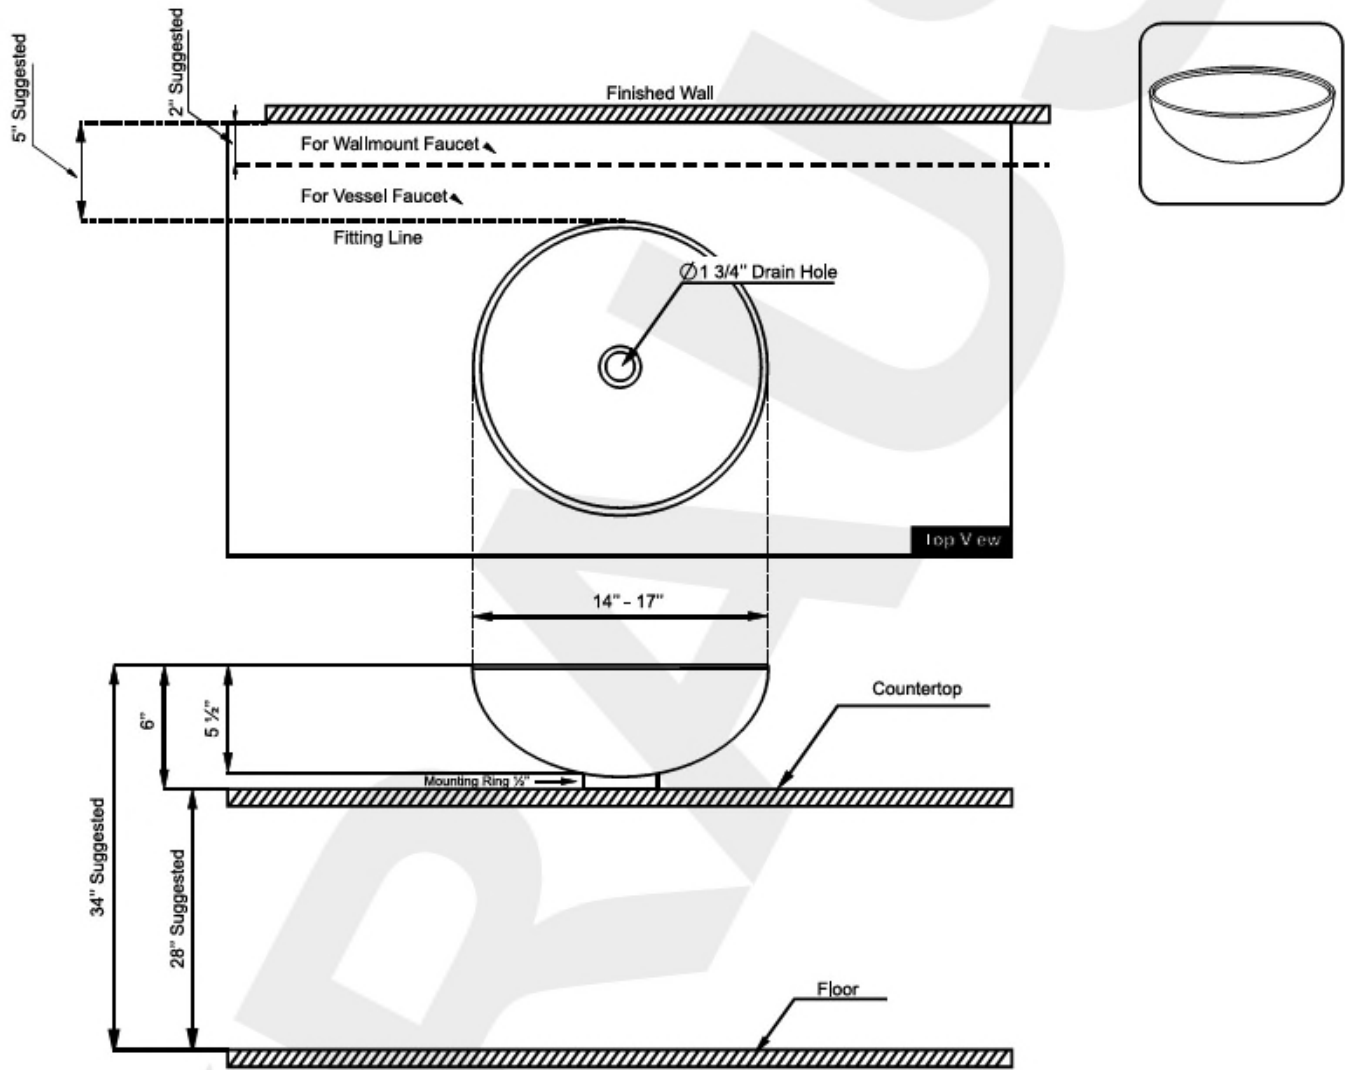 5'' Suggested
2'' Suggested
Finished Wall
For Wallmount Faucet
For Vessel Faucet
Fitting Line
Ø1 3/4'' Drain Hole
Top View
14'' - 17''
Countertop
6''
5 ½''
Mounting Ring ½''
34'' Suggested
28'' Suggested
Floor